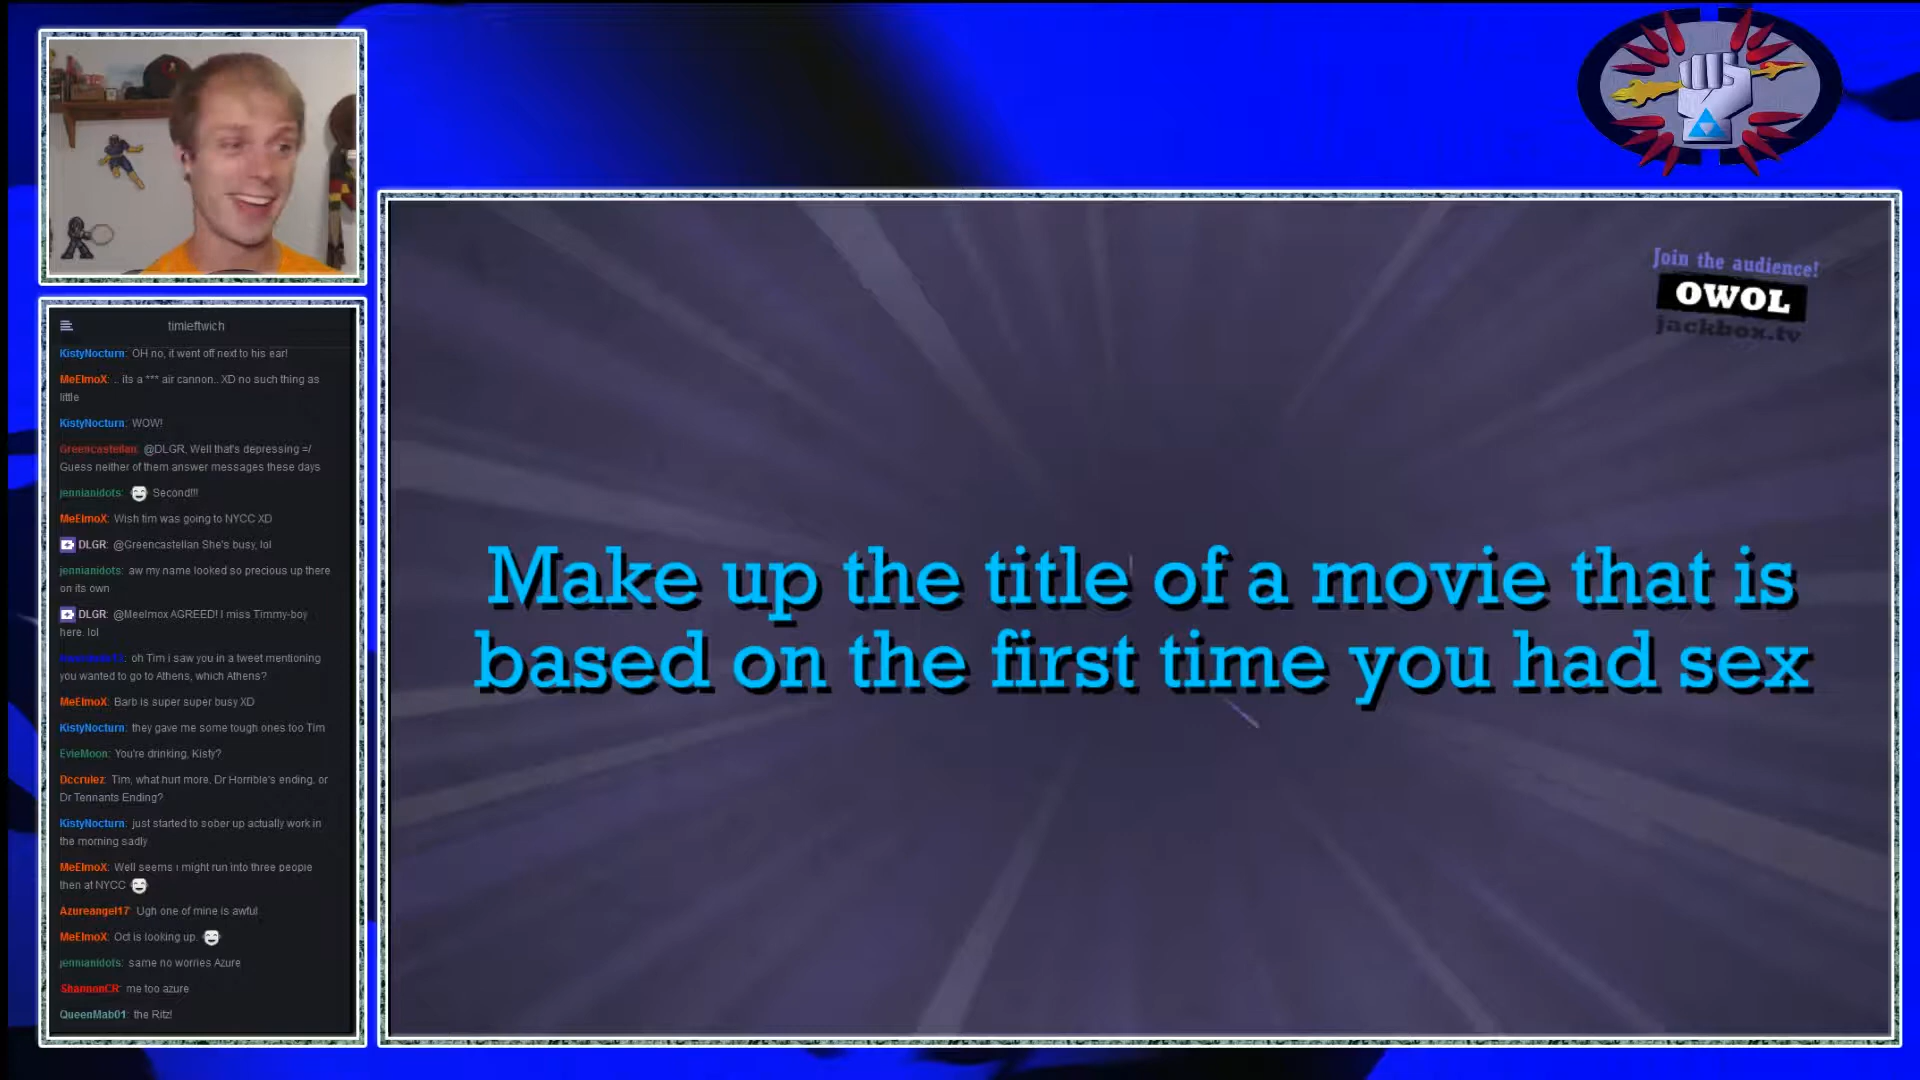 timleftwich
KistyNocturn: OH no, it went off next to his ear!
MeElmoX: .. its a *** air cannon.. XD no such thing as
little
KistyNocturn: WOW!
Greencastellan: @DLGR, Well that's depressing =/
Guess neither of them answer messages these days
jennianidots: Second!!!
MeElmoX: Wish tim was going to NYCC XD
DLGR: @Greencastellan She's busy, lol
jennianidots: aw my name looked so precious up there
on its own
DLGR: @Meelmox AGREED! I miss Timmy-boy
here. lol
: oh Tim i saw you in a tweet mentioning
you wanted to go to Athens, which Athens?
MeElmoX: Barb is super super busy XD
KistyNocturn: they gave me some tough ones too Tim
EvieMoon: You're drinking, Kisty?
Dccrulez: Tim, what hurt more, Dr Horrible's ending, or
Dr Tennants Ending?
KistyNocturn: just started to sober up actually work in
the morning sadly
MeElmoX: Well seems i might run into three people
then at NYCC
Azureangel17: Ugh one of mine is awful
MeElmoX: Oct is looking up.
jennianidots: same no worries Azure
ShannonCR: me too azure
QueenMab01: the Ritz!
Join the audience!
OWOL
jackbox.tv
Make up the title of a movie that is
based on the first time you had sex